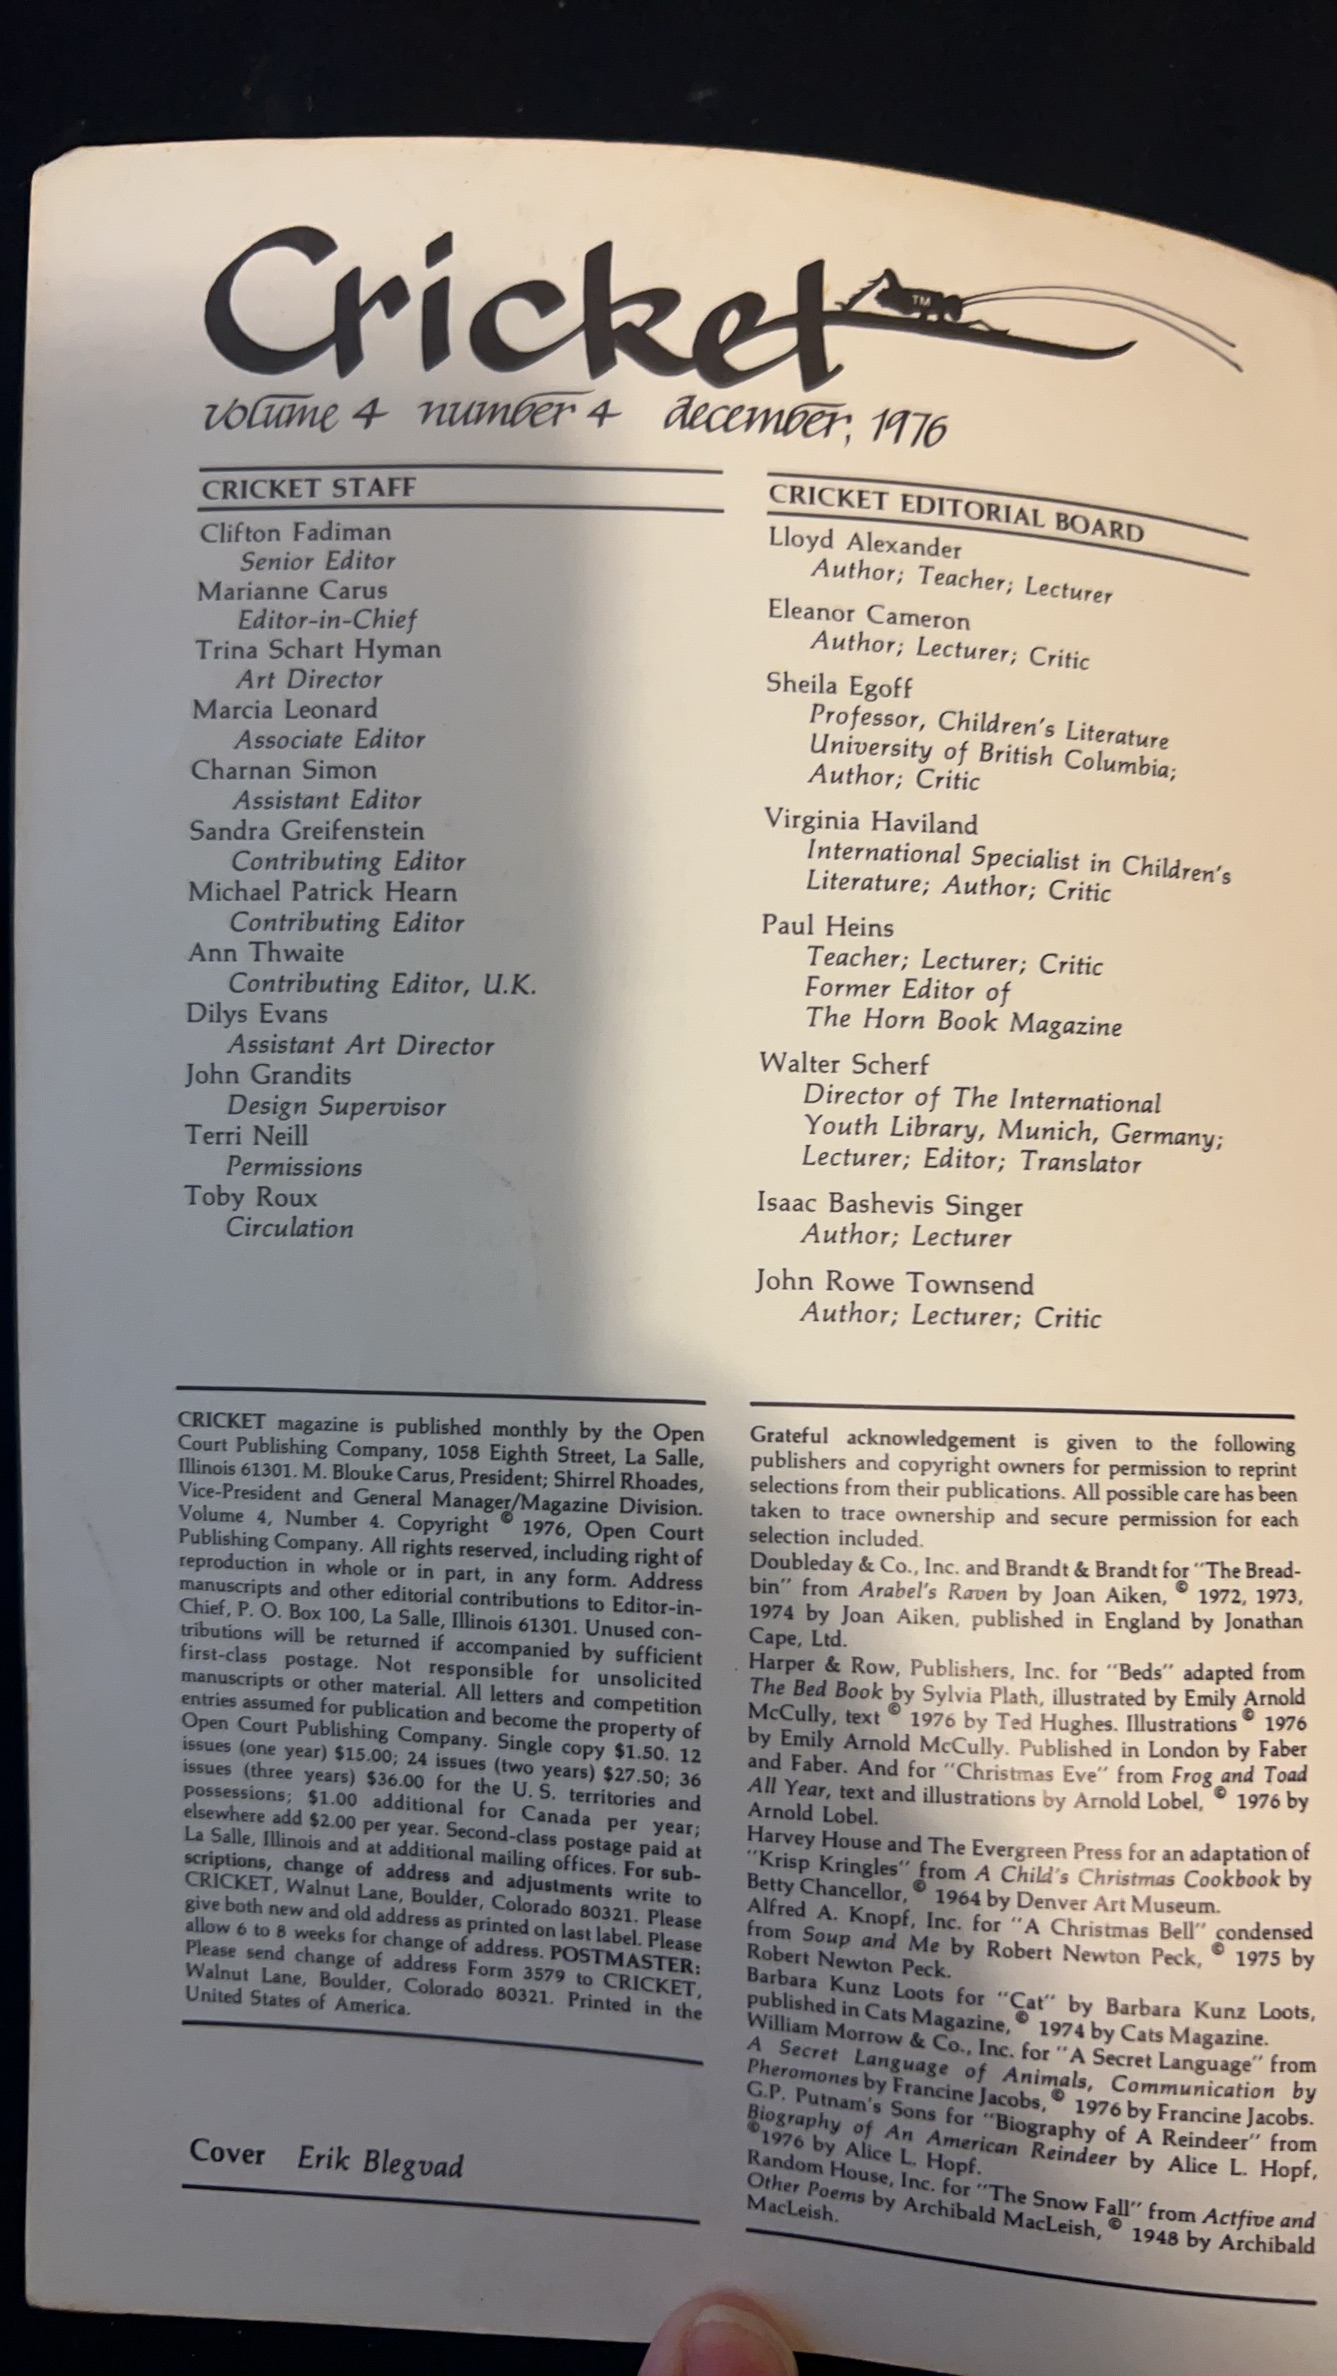 Cricket
TM
volume 4 number 4 december, 1976
CRICKET STAFF
Clifton Fadiman
Senior Editor
Marianne Carus
Editor-in-Chief
Trina Schart Hyman
Art Director
Marcia Leonard
Associate Editor
Charnan Simon
Assistant Editor
Sandra Greifenstein
Contributing Editor
Michael Patrick Hearn
Contributing Editor
Ann Thwaite
Contributing Editor, U.K.
Dilys Evans
Assistant Art Director
John Grandits
Design Supervisor
Terri Neill
Permissions
Toby Roux
Circulation
CRICKET EDITORIAL BOARD
Lloyd Alexander
Author; Teacher; Lecturer
Eleanor Cameron
Author; Lecturer; Critic
Sheila Egoff
Professor, Children's Literature
University of British Columbia;
Author; Critic
Virginia Haviland
International Specialist in Children's
Literature; Author; Critic
Paul Heins
Teacher; Lecturer; Critic
Former Editor of
The Horn Book Magazine
Walter Scherf
Director of The International
Youth Library, Munich, Germany;
Lecturer; Editor; Translator
Isaac Bashevis Singer
Author; Lecturer
John Rowe Townsend
Author; Lecturer; Critic
CRICKET magazine is published monthly by the Open
Court Publishing Company, 1058 Eighth Street, La Salle,
Illinois 61301. M. Blouke Carus, President; Shirrel Rhoades,
Vice-President and General Manager/Magazine Division.
Volume 4, Number 4. Copyright © 1976, Open Court
Publishing Company. All rights reserved, including right of
reproduction in whole or in part, in any form. Address
manuscripts and other editorial contributions to Editor-in-
Chief, P. O. Box 100, La Salle, Illinois 61301. Unused con-
tributions will be returned if accompanied by sufficient
first-class postage. Not responsible for unsolicited
manuscripts or other material. All letters and competition
entries assumed for publication and become the property of
Open Court Publishing Company. Single copy $1.50. 12
issues (one year) $15.00; 24 issues (two years) $27.50; 36
issues (three years) $36.00 for the U. S. territories and
possessions; $1.00 additional for Canada per year;
elsewhere add $2.00 per year. Second-class postage paid at
La Salle, Illinois and at additional mailing offices. For sub-
scriptions, change of address and adjustments write to
CRICKET, Walnut Lane, Boulder, Colorado 80321. Please
give both new and old address as printed on last label. Please
allow 6 to 8 weeks for change of address. POSTMASTER:
Please send change of address Form 3579 to CRICKET,
Walnut Lane, Boulder, Colorado 80321. Printed in the
United States of America.
Cover Erik Blegvad
Grateful acknowledgement is given to the following
publishers and copyright owners for permission to reprint
selections from their publications. All possible care has been
taken to trace ownership and secure permission for each
selection included.
Doubleday & Co., Inc. and Brandt & Brandt for "The Bread-
bin" from Arabel's Raven by Joan Aiken, © 1972, 1973,
1974 by Joan Aiken, published in England by Jonathan
Cape, Ltd.
Harper & Row, Publishers, Inc. for "Beds" adapted from
The Bed Book by Sylvia Plath, illustrated by Emily Arnold
McCully, text © 1976 by Ted Hughes. Illustrations © 1976
by Emily Arnold McCully. Published in London by Faber
and Faber. And for "Christmas Eve" from Frog and Toad
All Year, text and illustrations by Arnold Lobel, © 1976 by
Arnold Lobel.
Harvey House and The Evergreen Press for an adaptation of
"Krisp Kringles" from A Child's Christmas Cookbook by
Betty Chancellor, © 1964 by Denver Art Museum.
Alfred A. Knopf, Inc. for "A Christmas Bell" condensed
from Soup and Me by Robert Newton Peck, © 1975 by
Robert Newton Peck.
Barbara Kunz Loots for "Cat" by Barbara Kunz Loots,
published in Cats Magazine, © 1974 by Cats Magazine.
William Morrow & Co., Inc. for "A Secret Language" from
A Secret Language of Animals, Communication by
Pheromones by Francine Jacobs, © 1976 by Francine Jacobs.
G.P. Putnam's Sons for "Biography of A Reindeer" from
Biography of An American Reindeer by Alice L. Hopf,
©1976 by Alice L. Hopf.
Random House, Inc. for "The Snow Fall" from Actfive and
Other Poems by Archibald MacLeish, © 1948 by Archibald
MacLeish.